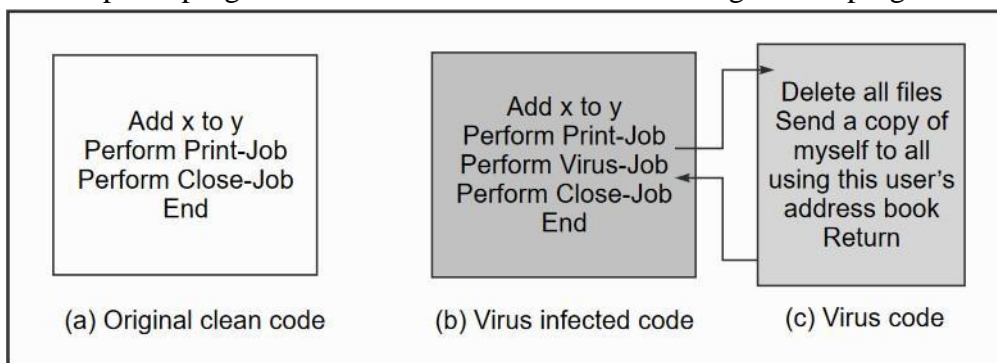 Add x to y
Perform Print-Job
Perform Close-Job
End
(a) Original clean code
Add x to y
Perform Print-Job
Perform Virus-Job
Perform Close-Job
End
(b) Virus infected code
Delete all files
Send a copy of
myself to all
using this user's
address book
Return
(c) Virus code